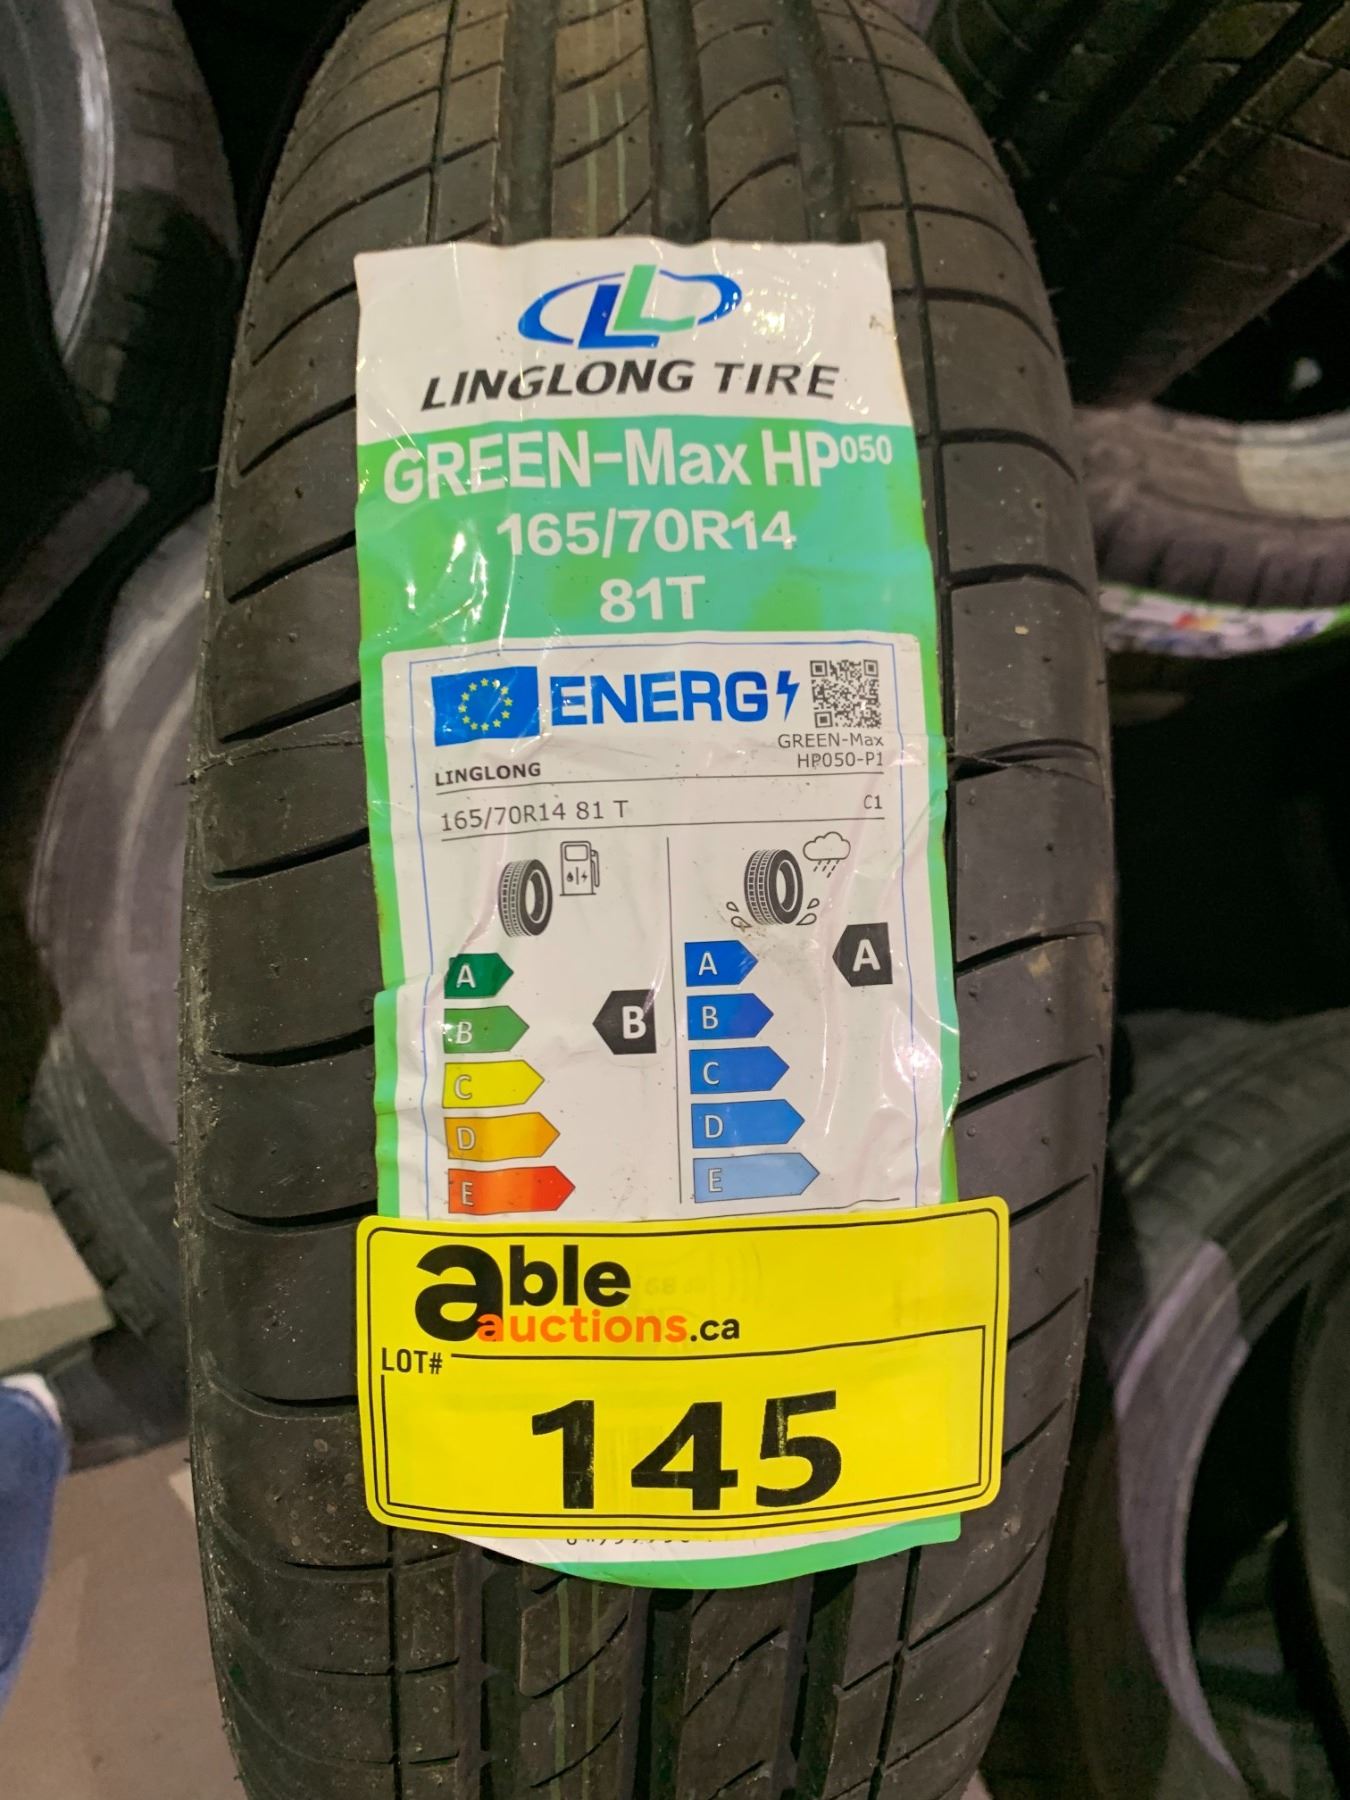 LL
LINGLONG TIRE
GREEN-Max HP050
165/70R14
81T
ENERG
GREEN-Max
HP050-P1
LINGLONG
165/70R14 81 T C1
A A A
B B B
C C
D D
E E
able
auctions.ca
LOT#
145